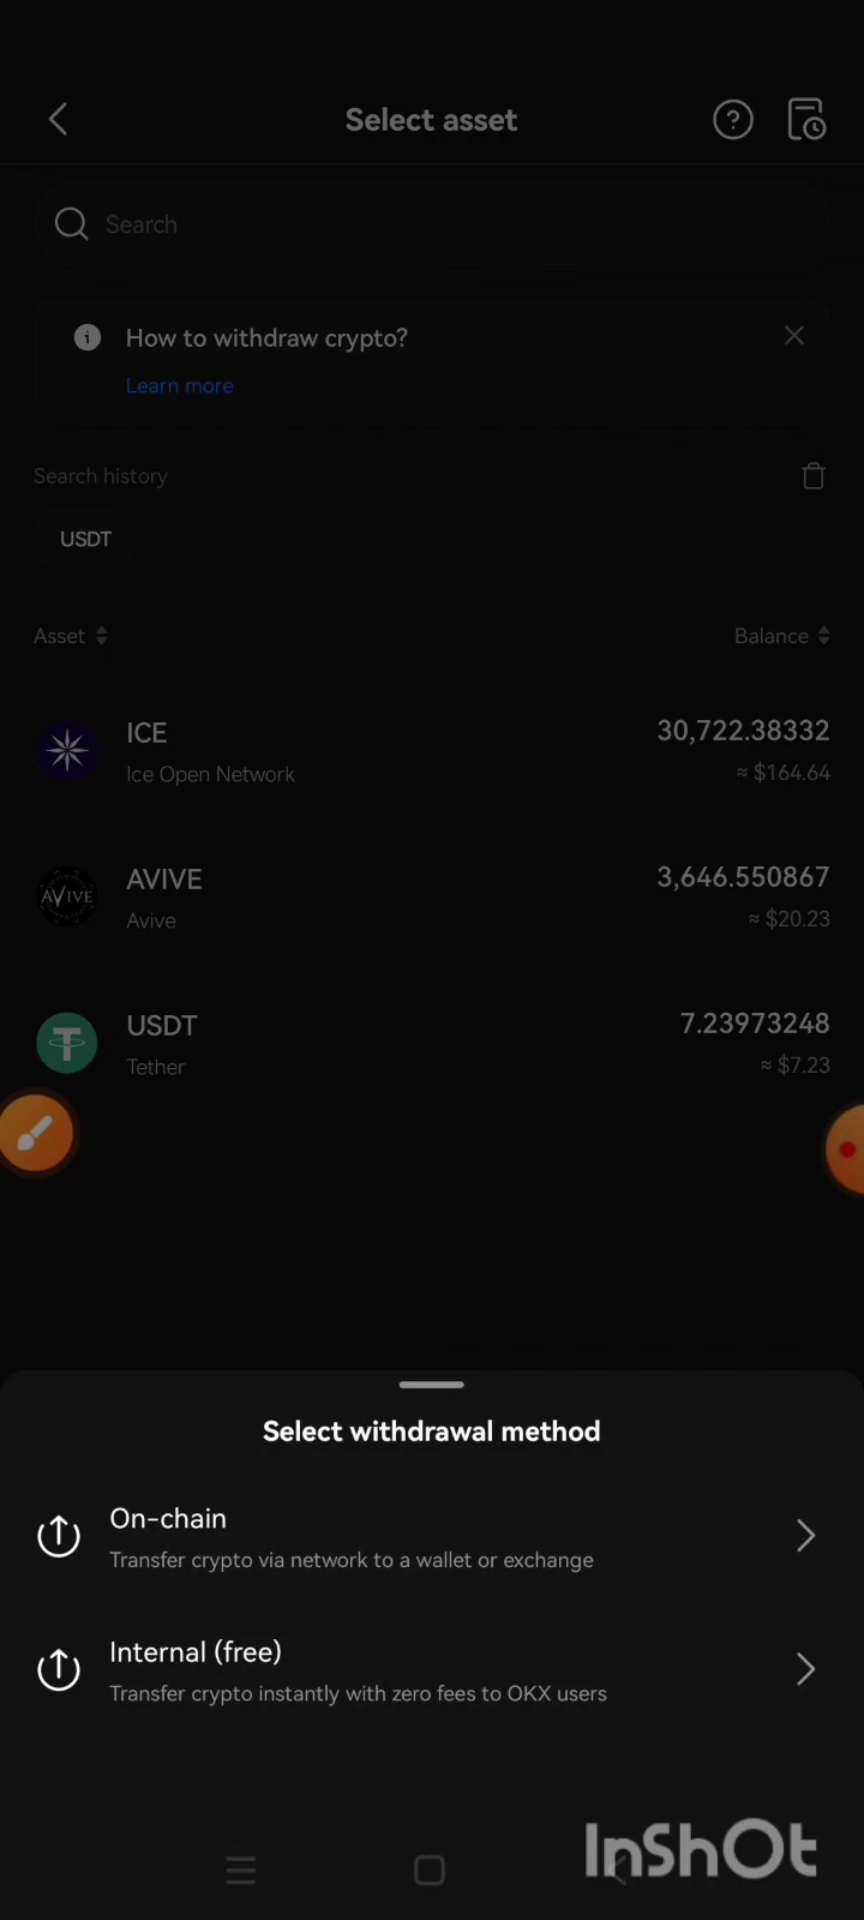 Select asset
Search
How to withdraw crypto?
Learn more
Search history
USDT
Asset
Balance
ICE
30,722.38332
Ice Open Network
≈ $164.64
AVIVE
AVIVE
3,646.550867
Avive
≈ $20.23
USDT
7.23973248
Tether
≈ $7.23
Select withdrawal method
On-chain
Transfer crypto via network to a wallet or exchange
Internal (free)
Transfer crypto instantly with zero fees to OKX users
InShOt